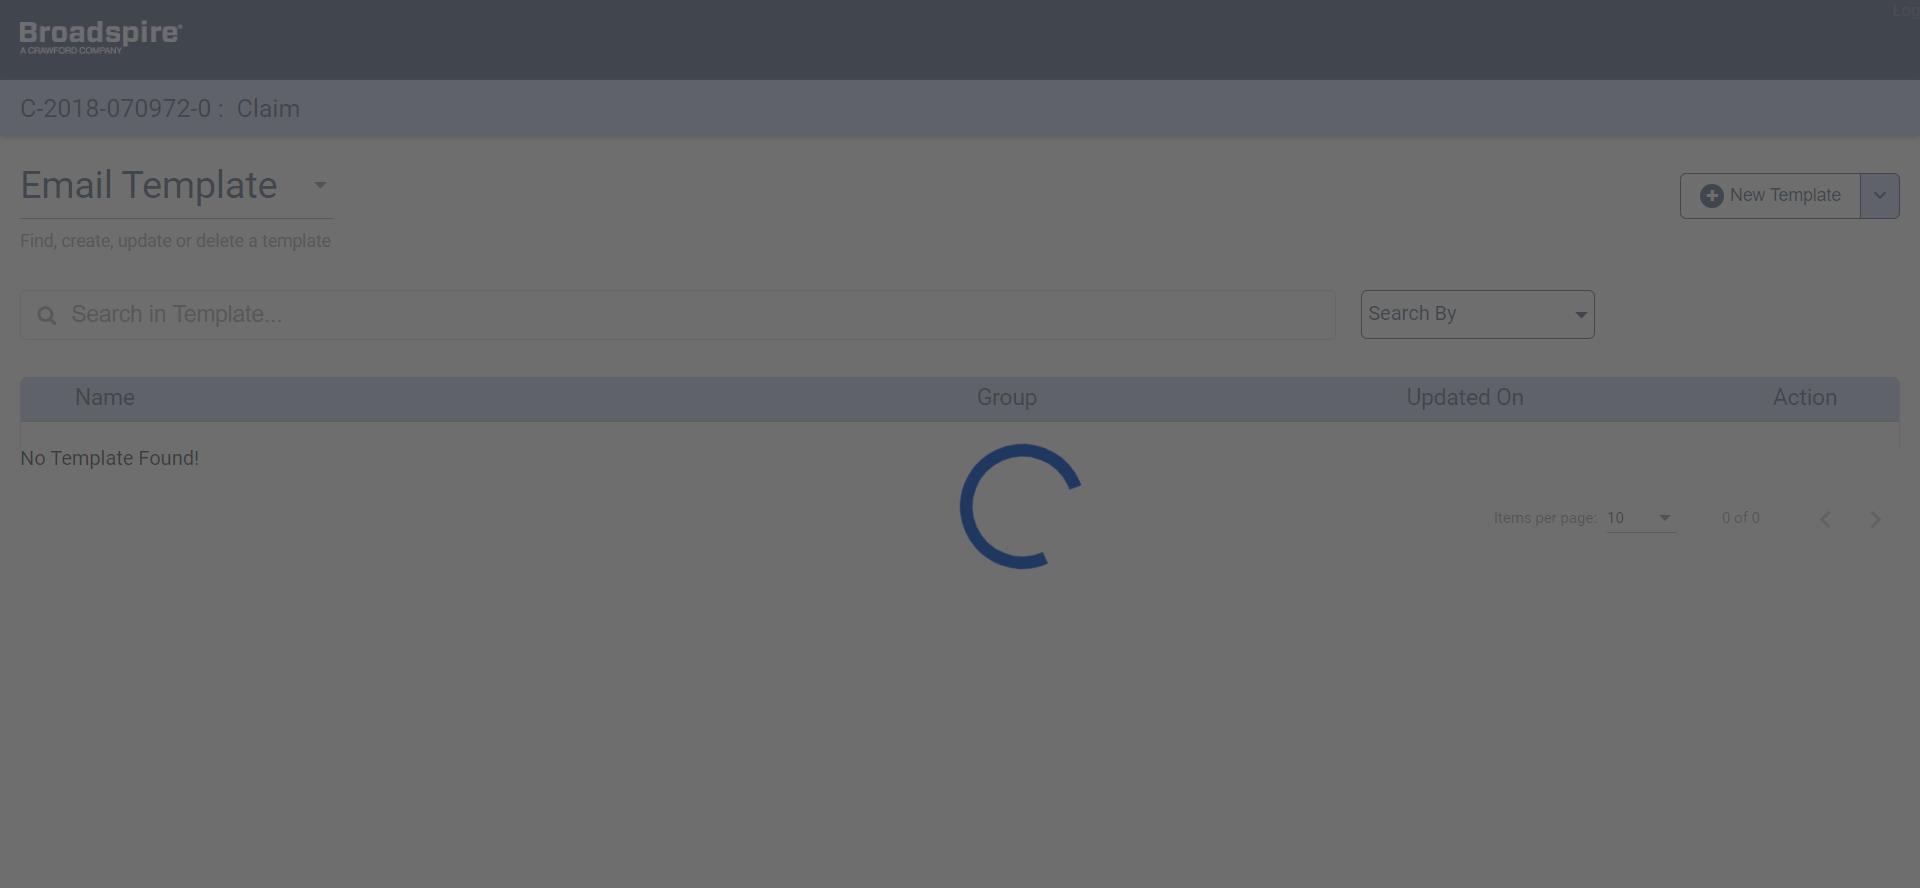 Log
Broadspire®
A CRAWFORD COMPANY
C-2018-070972-0 : Claim
Email Template
New Template
Find, create, update or delete a template
Search in Template...
Search By
Name Group Updated On Action
No Template Found!
Items per page: 10 0 of 0